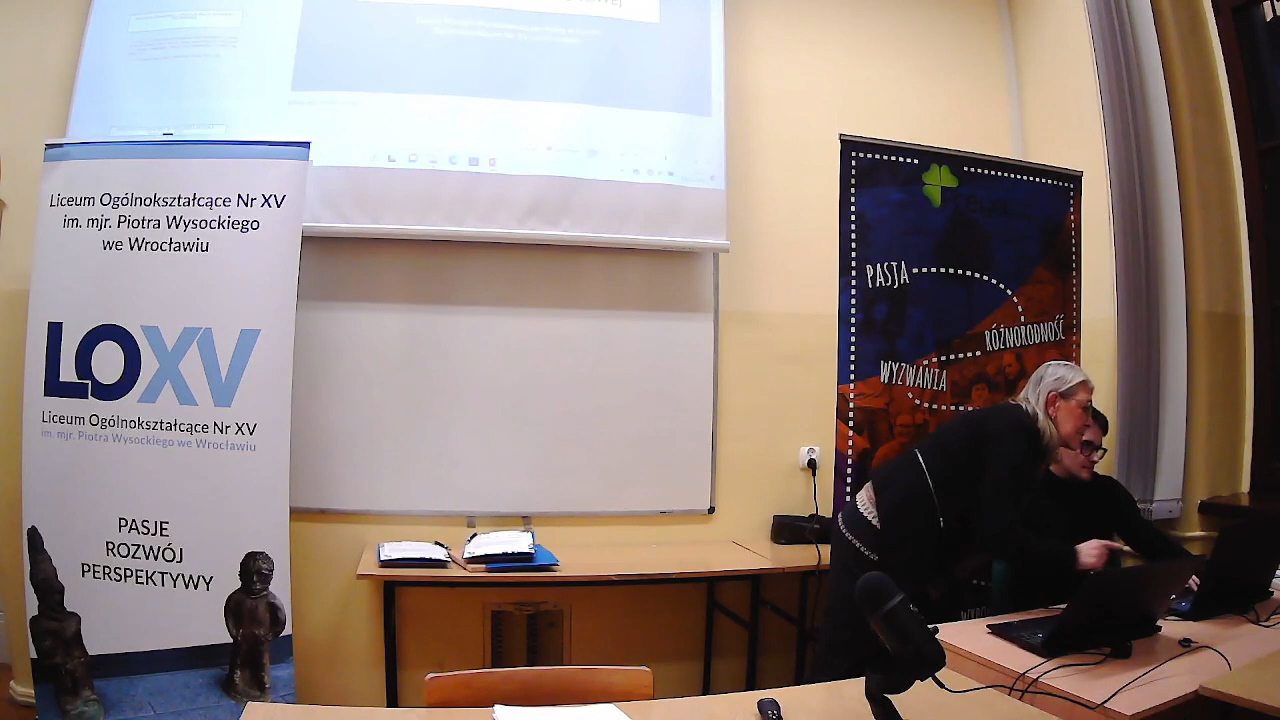 Liceum Ogólnokształcące Nr XV
im. mjr. Piotra Wysockiego
we Wrocławiu
LOXV
Liceum Ogólnokształcące Nr XV
im. mjr. Piotra Wysockiego we Wrocławiu
PASJE
ROZWÓJ
PERSPEKTYWY
PASJA
RÓŻNORODNOŚĆ
WYZWANIA